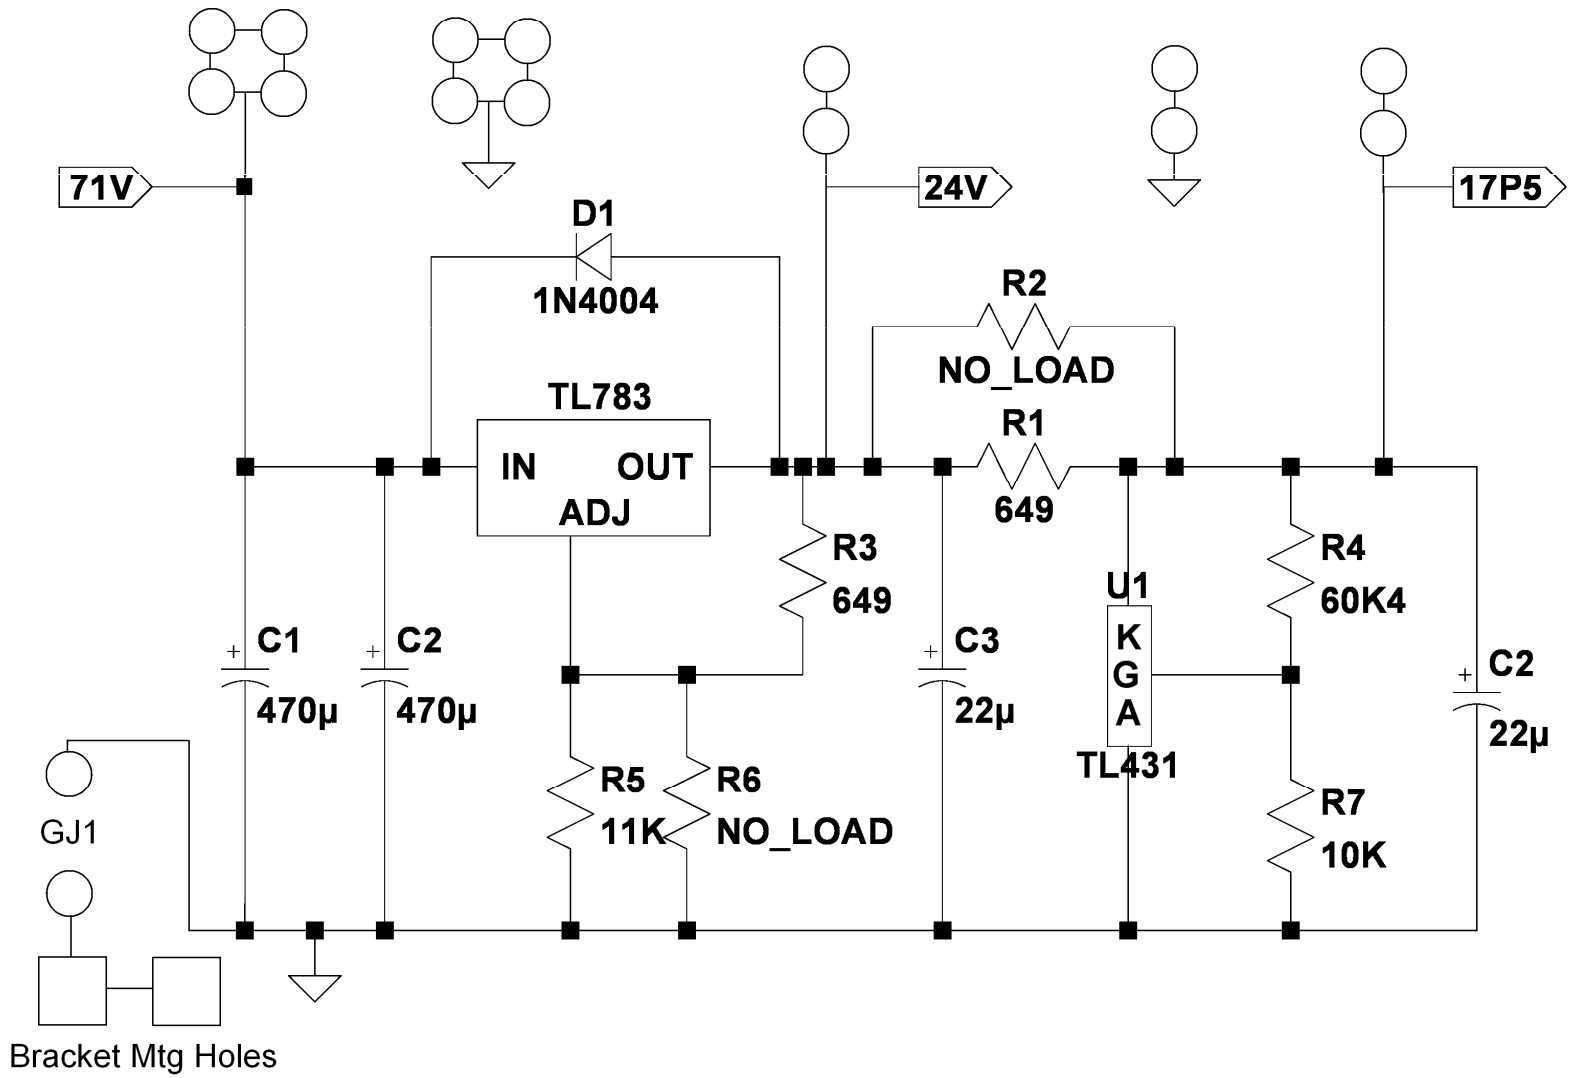 71V
24V
17P5
D1
1N4004
R2
NO_LOAD
TL783
R1
649
IN OUT
ADJ
R3
649
R4
60K4
U1
K
G
A
TL431
+ C1
470µ
+ C2
470µ
+ C3
22µ
+ C2
22µ
R5
11K
R6
NO_LOAD
R7
10K
GJ1
Bracket Mtg Holes